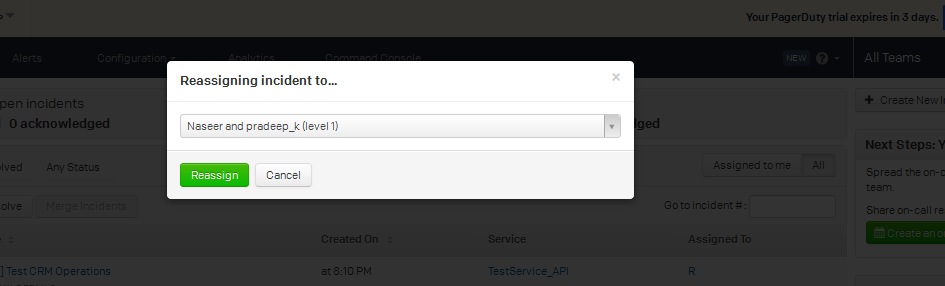 Your PagerDuty trial expires in 3 days.
Alerts Configuration Analytics Command Console NEW ? All Teams
Reassigning incident to... ×
pen incidents
0 acknowledged
Naseer and pradeep_k (level 1)
+ Create New In
Next Steps: Y
olved Any Status
Assigned to me All
Spread the on-c
team.
Reassign Cancel
olve Merge Incidents
Go to incident #:
Share on-call re
Create an on
Created On Service Assigned To
] Test CRM Operations at 6:10 PM TestService_API R